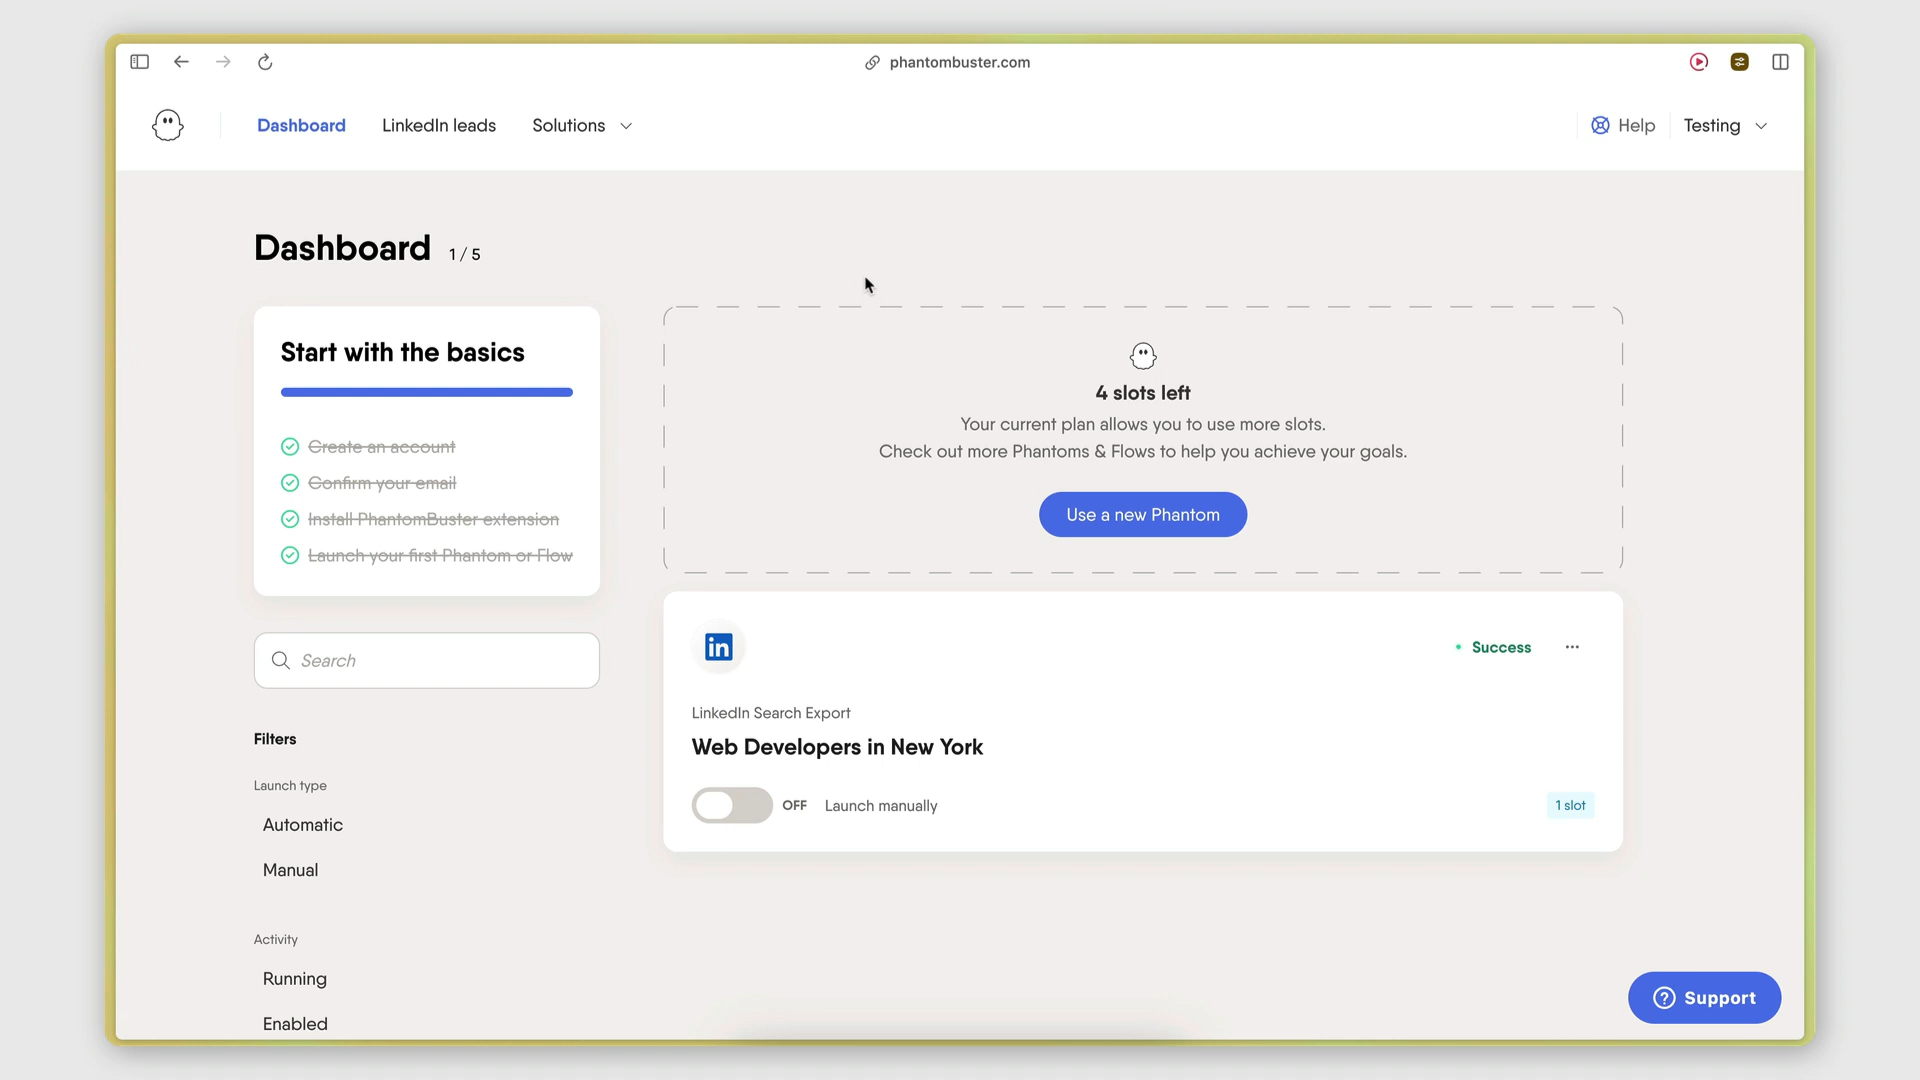 phantombuster.com
Dashboard
LinkedIn leads
Solutions
Help
Testing
Dashboard 1 / 5
Start with the basics
Create an account
Confirm your email
Install PhantomBuster extension
Launch your first Phantom or Flow
Search
Filters
Launch type
Automatic
Manual
Activity
Running
Enabled
4 slots left
Your current plan allows you to use more slots.
Check out more Phantoms & Flows to help you achieve your goals.
Use a new Phantom
in
Success
LinkedIn Search Export
Web Developers in New York
OFF Launch manually
1 slot
Support